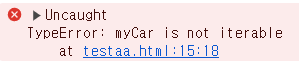 ▶Uncaught
TypeError: myCar is not iterable
at testaa.html:15:18